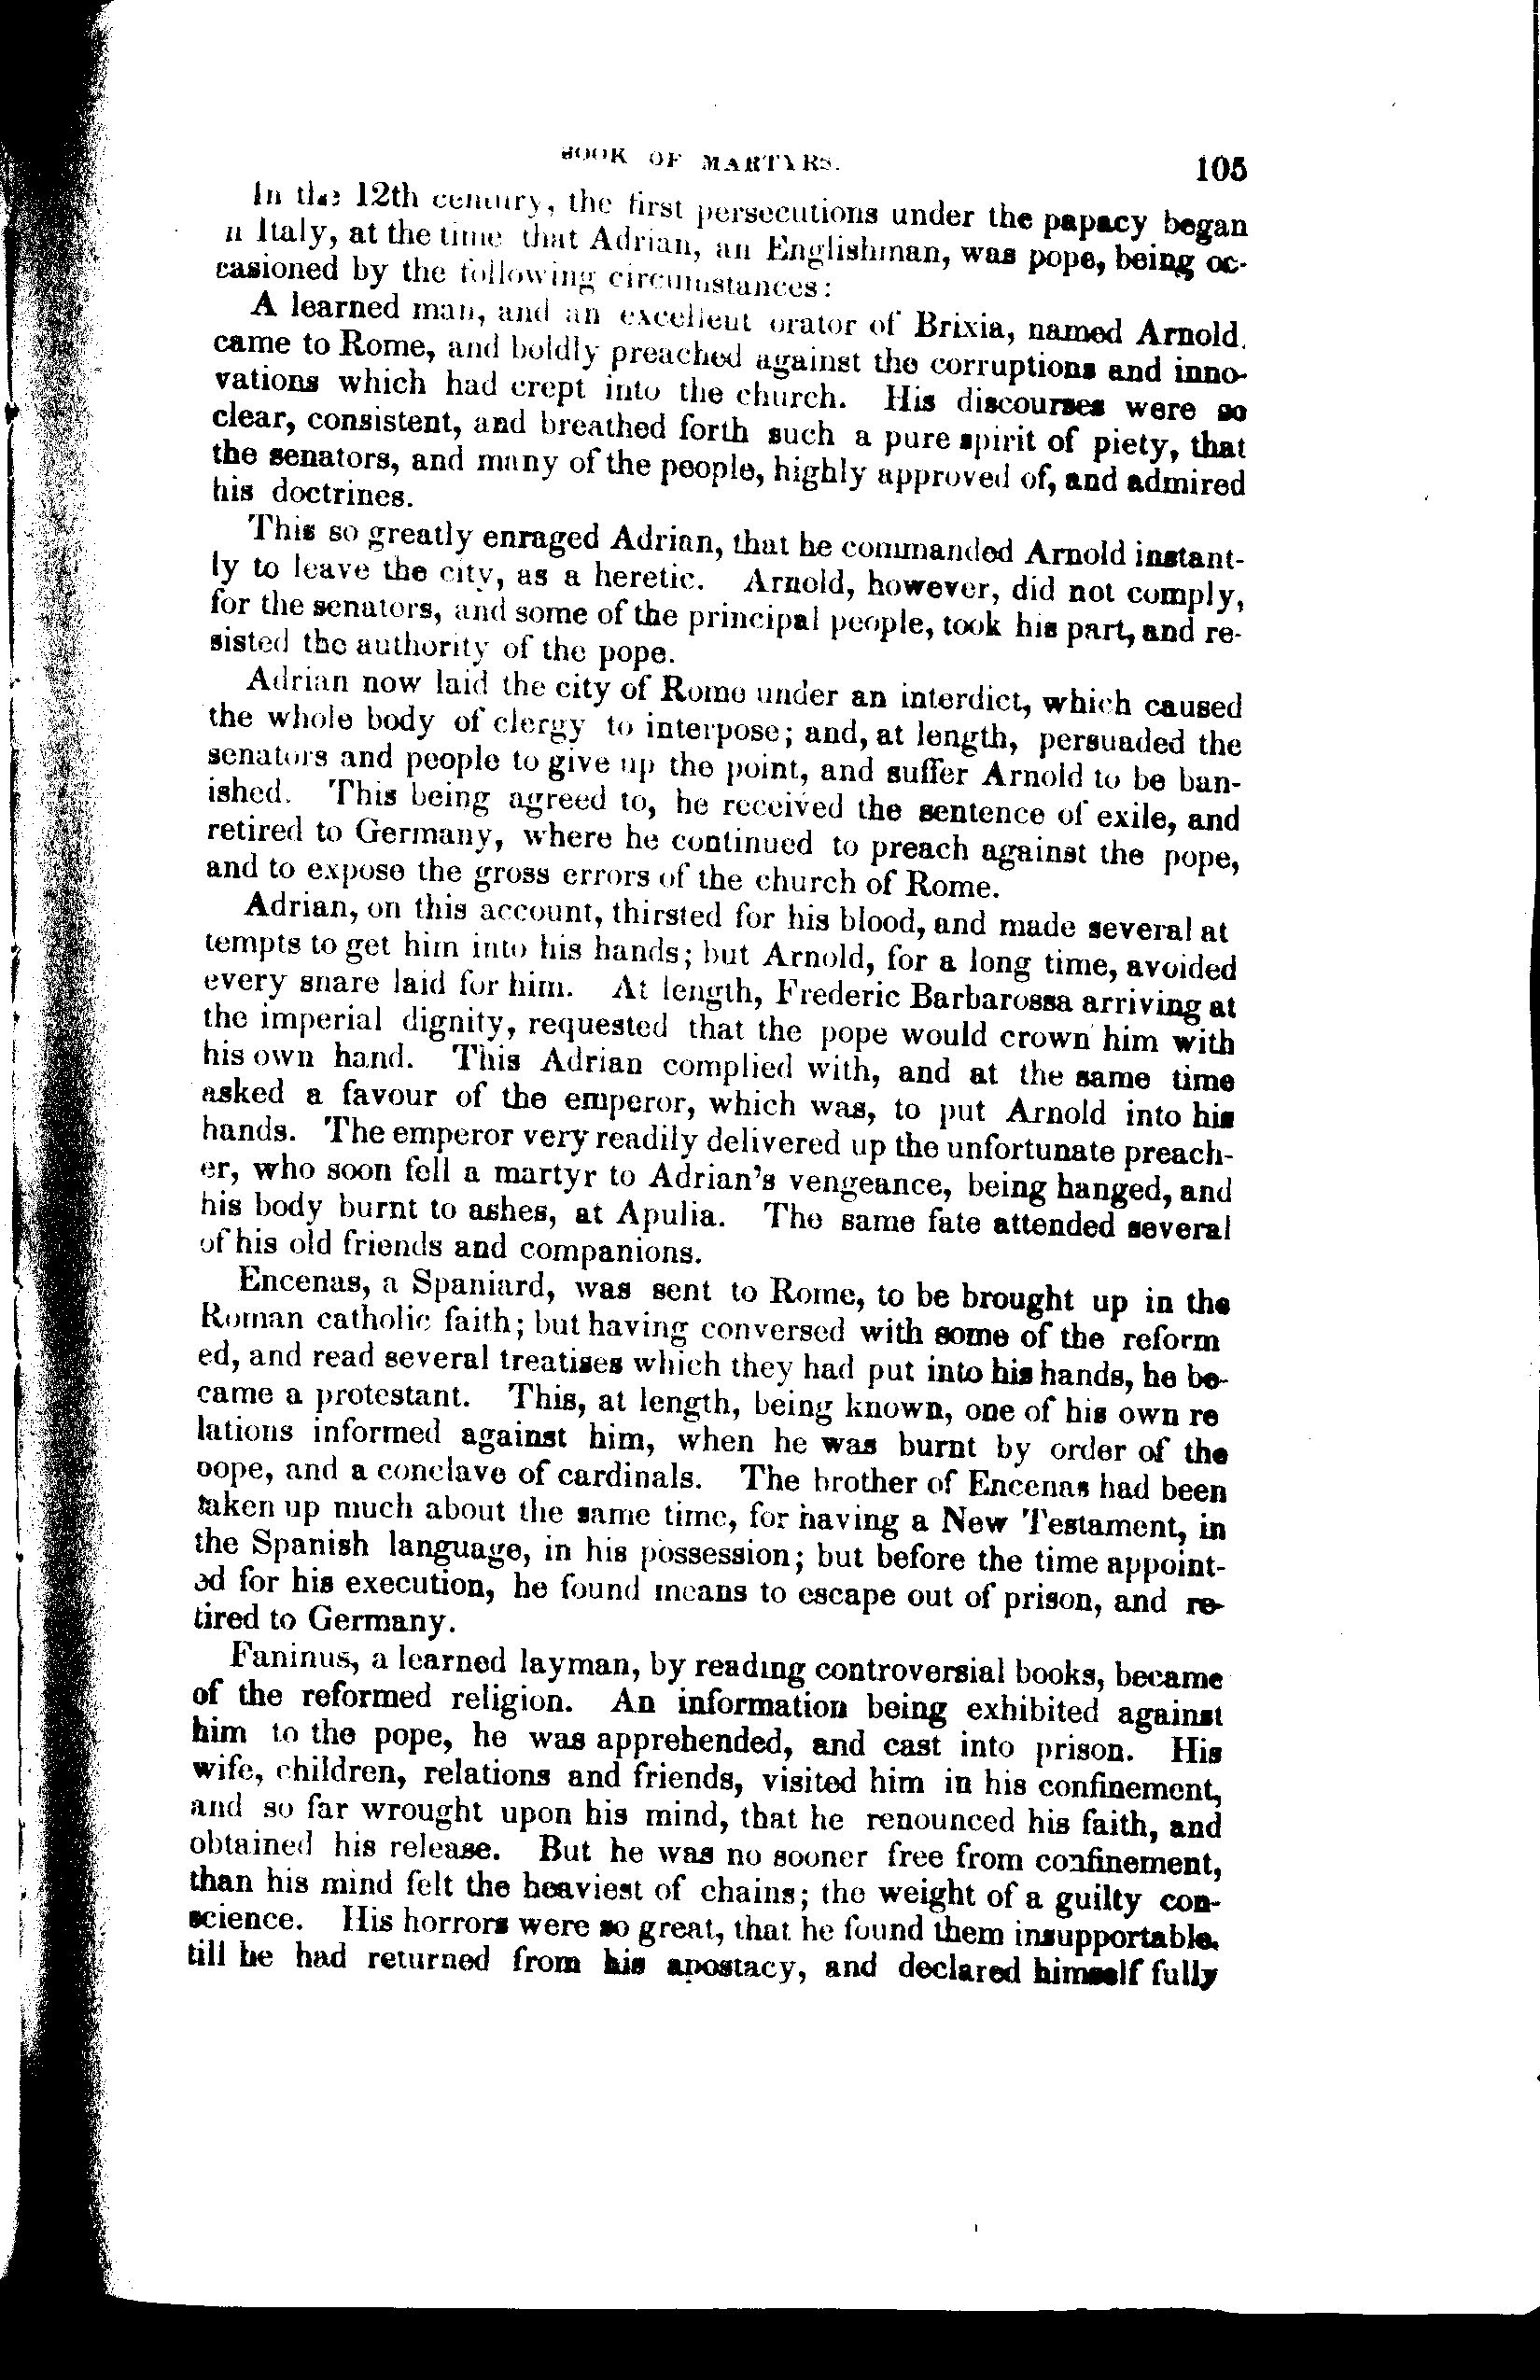 BOOK OF MARTYRS.
105
In the 12th century, the first persecutions under the papacy began
n Italy, at the time that Adrian, an Englishman, was pope, being oc-
casioned by the following circumstances:
A learned man, and an excellent orator of Brixia, named Arnold.
came to Rome, and boldly preached against the corruptions and inno-
vations which had crept into the church. His discourses were so
clear, consistent, and breathed forth such a pure spirit of piety, that
the senators, and many of the people, highly approved of, and admired
his doctrines.
This so greatly enraged Adrian, that he commanded Arnold instant-
ly to leave the city, as a heretic. Arnold, however, did not comply,
for the senators, and some of the principal people, took his part, and re-
sisted the authority of the pope.
Adrian now laid the city of Rome under an interdict, which caused
the whole body of clergy to interpose; and, at length, persuaded the
senators and people to give up the point, and suffer Arnold to be ban-
ished. This being agreed to, he received the sentence of exile, and
retired to Germany, where he continued to preach against the pope,
and to expose the gross errors of the church of Rome.
Adrian, on this account, thirsted for his blood, and made several at
tempts to get him into his hands; but Arnold, for a long time, avoided
every snare laid for him. At length, Frederic Barbarossa arriving at
the imperial dignity, requested that the pope would crown him with
his own hand. This Adrian complied with, and at the same time
asked a favour of the emperor, which was, to put Arnold into his
hands. The emperor very readily delivered up the unfortunate preach-
er, who soon fell a martyr to Adrian's vengeance, being hanged, and
his body burnt to ashes, at Apulia. The same fate attended several
of his old friends and companions.
Encenas, a Spaniard, was sent to Rome, to be brought up in the
Roman catholic faith; but having conversed with some of the reform
ed, and read several treatises which they had put into his hands, he be-
came a protestant. This, at length, being known, one of his own re
lations informed against him, when he was burnt by order of the
pope, and a conclave of cardinals. The brother of Encenas had been
taken up much about the same time, for having a New Testament, in
the Spanish language, in his possession; but before the time appoint-
ed for his execution, he found means to escape out of prison, and re-
tired to Germany.
Faninus, a learned layman, by reading controversial books, became
of the reformed religion. An information being exhibited against
him to the pope, he was apprehended, and cast into prison. His
wife, children, relations and friends, visited him in his confinement,
and so far wrought upon his mind, that he renounced his faith, and
obtained his release. But he was no sooner free from confinement,
than his mind felt the heaviest of chains; the weight of a guilty con-
science. His horrors were so great, that he found them insupportable.
till he had returned from his apostacy, and declared himself fully